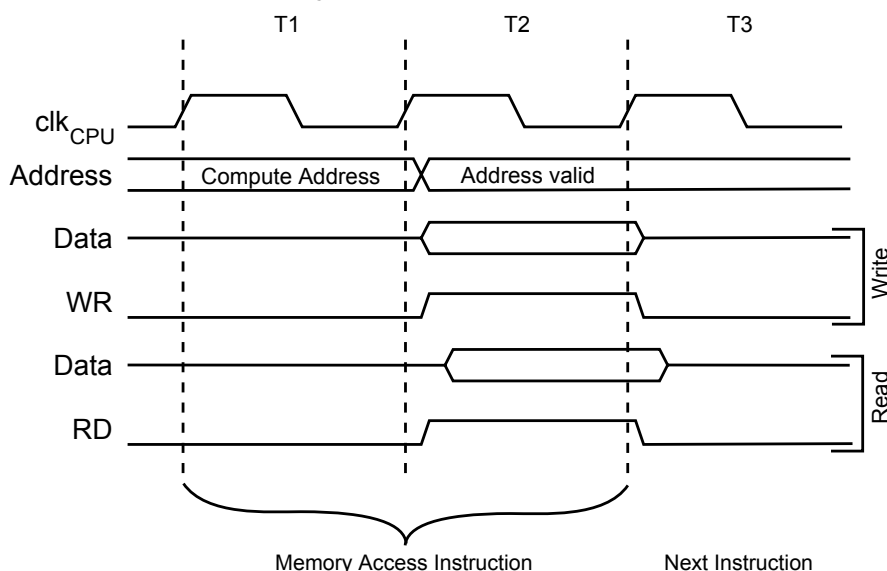 T1 T2 T3
clkCPU
Address Compute Address Address valid
Data
WR
Write
Data
RD
Read
Memory Access Instruction Next Instruction